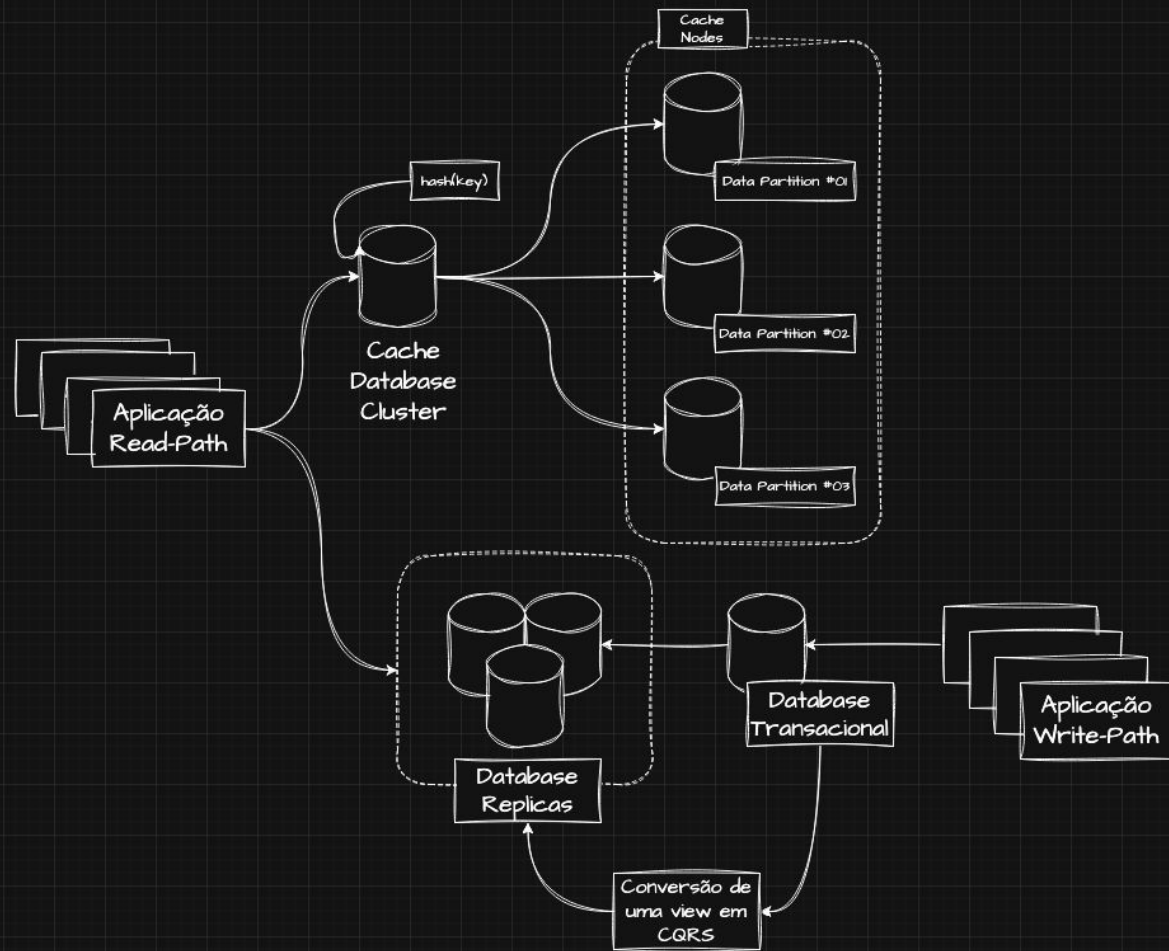 Cache
Nodes
Data Partition #01
hash(key)
Data Partition #02
Cache
Database
Cluster
Aplicação
Read-Path
Data Partition #03
Database
Transacional
Aplicação
Write-Path
Database
Replicas
Conversão de
uma view em
CQRS